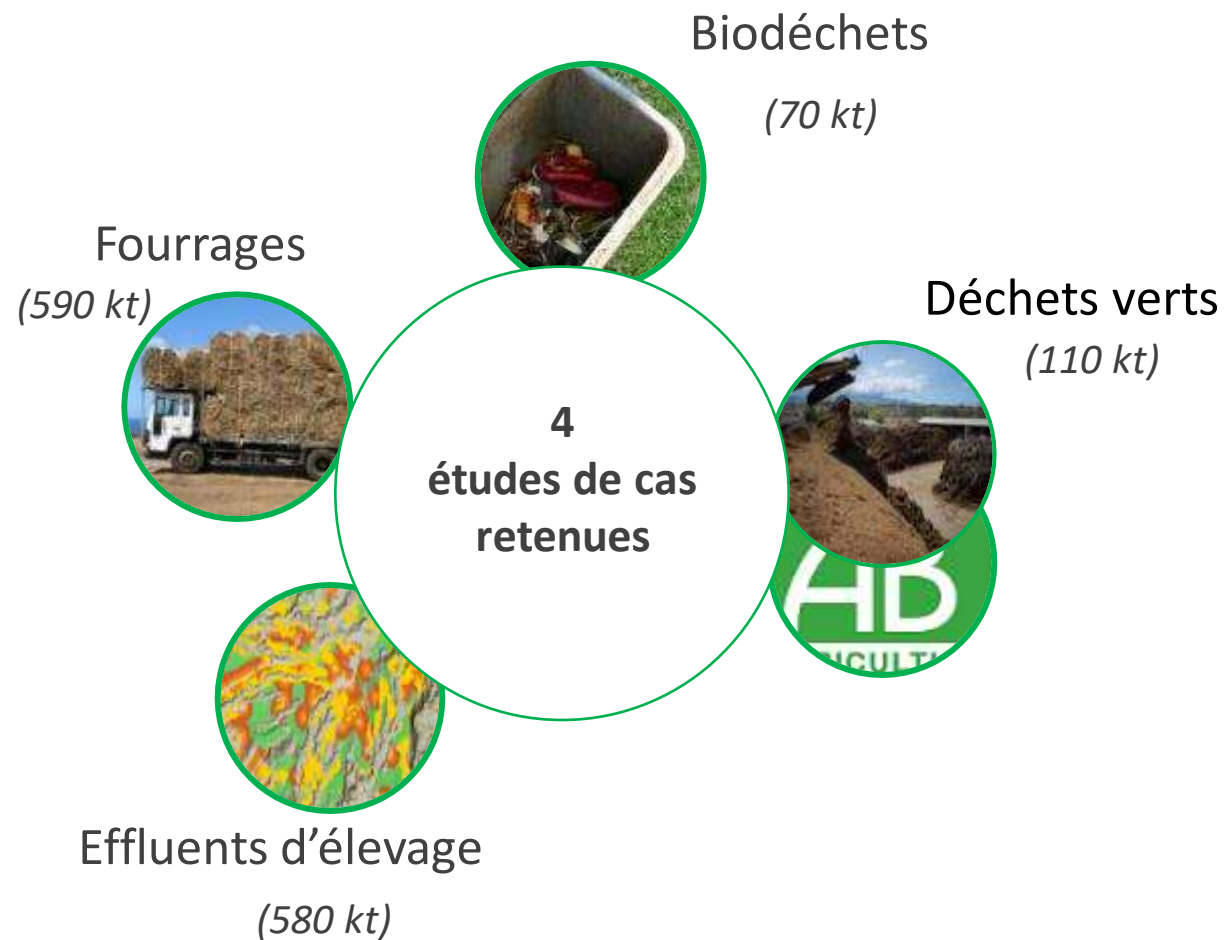 Biodéchets
(70 kt)
Fourrages
(590 kt)
Déchets verts
(110 kt)
4
études de cas
retenues
AB
Effluents d’élevage
(580 kt)